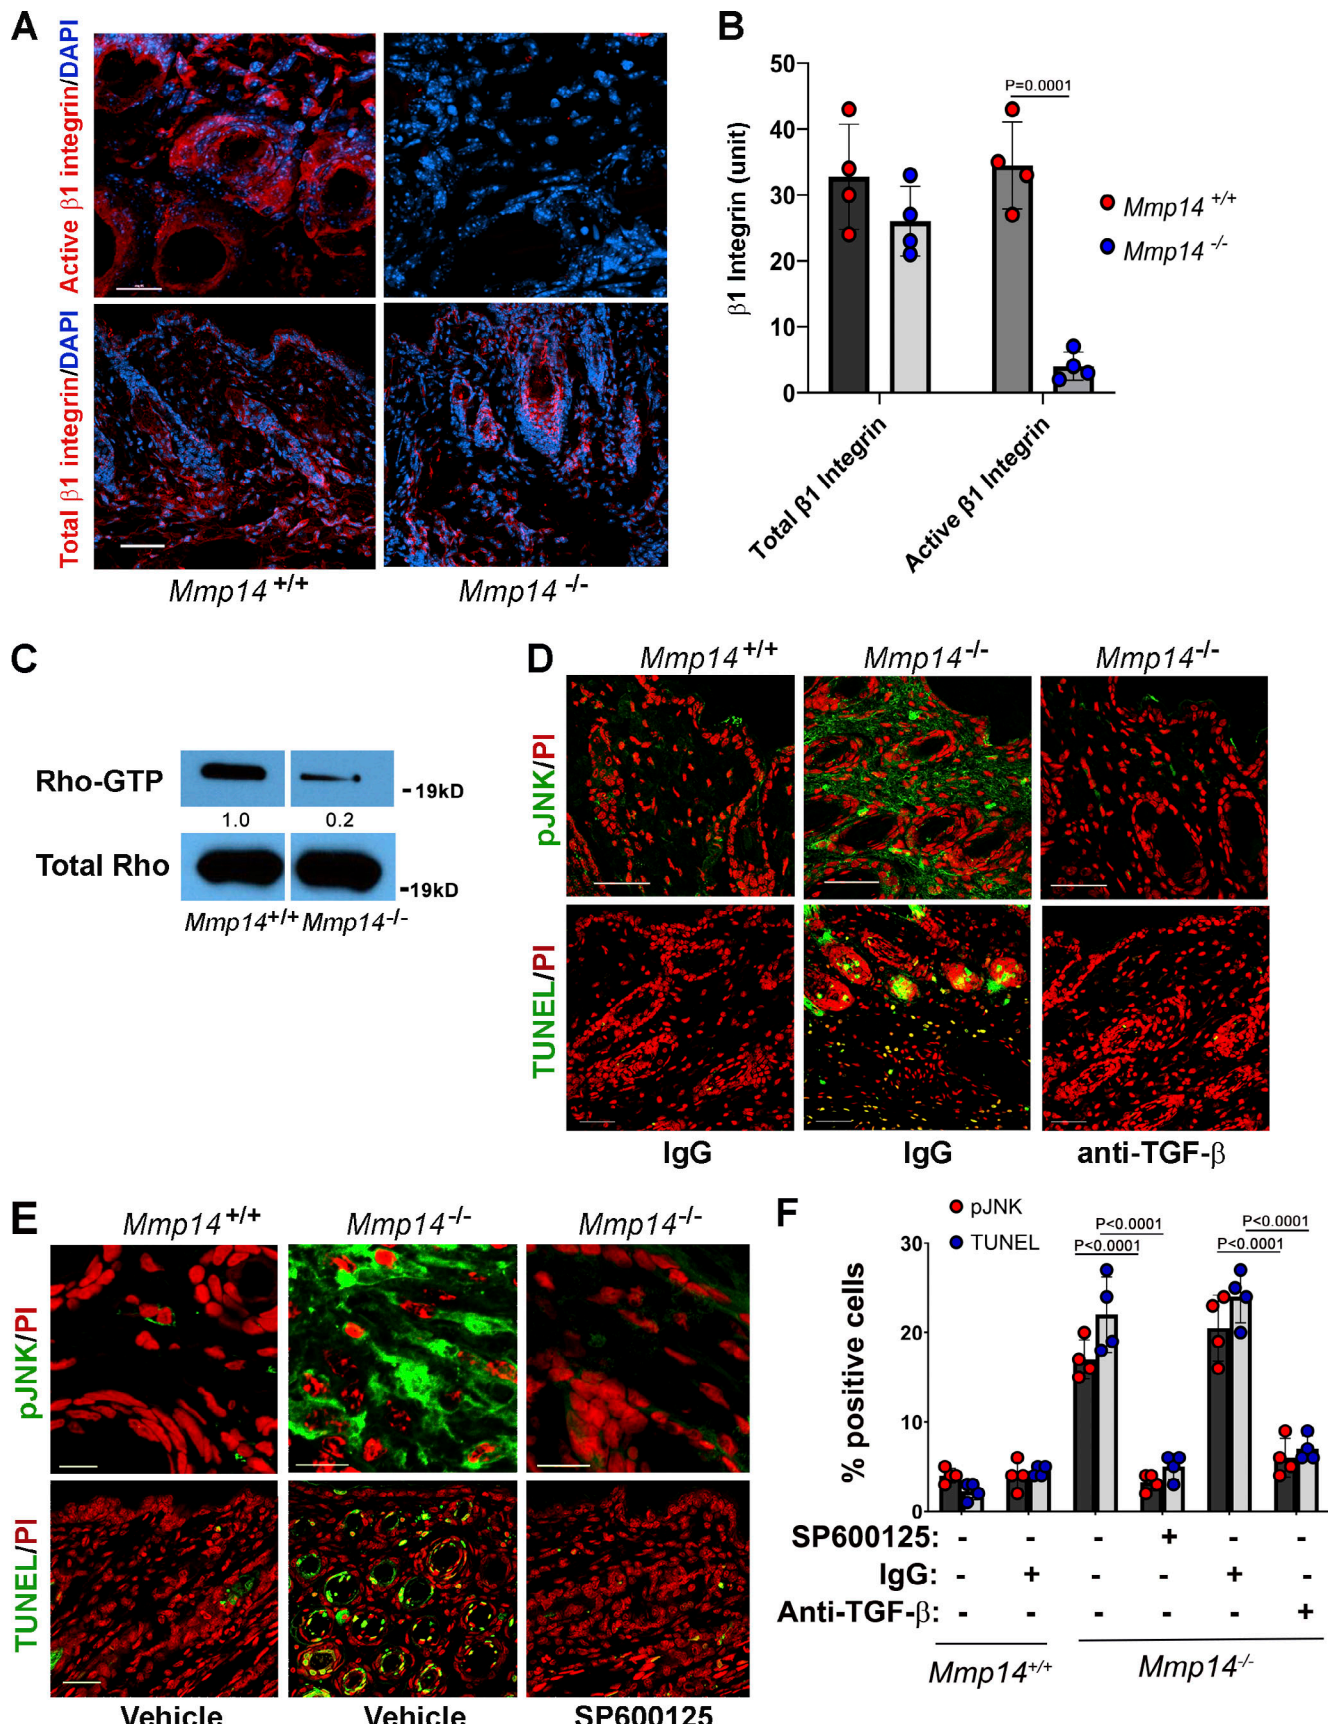 A
Active β1 integrin/DAPI
Total β1 integrin/DAPI
Mmp14 +/+
Mmp14 -/-
B
50
40
30
20
10
0
β1 Integrin (unit)
P=0.0001
Total β1 Integrin
Active β1 Integrin
Mmp14 +/+
Mmp14 -/-
C
Rho-GTP
-19kD
1.0 0.2
Total Rho
-19kD
Mmp14+/+ Mmp14-/-
D
Mmp14+/+ Mmp14-/- Mmp14-/-
pJNK/PI
TUNEL/PI
IgG IgG anti-TGF-β
E
Mmp14+/+ Mmp14-/- Mmp14-/-
pJNK/PI
TUNEL/PI
Vehicle Vehicle SP600125
F
pJNK
TUNEL
P<0.0001 P<0.0001
P<0.0001 P<0.0001
30
20
10
0
% positive cells
SP600125: - - - + - -
IgG: - + - - + -
Anti-TGF-β: - - - - - +
Mmp14+/+ Mmp14-/-